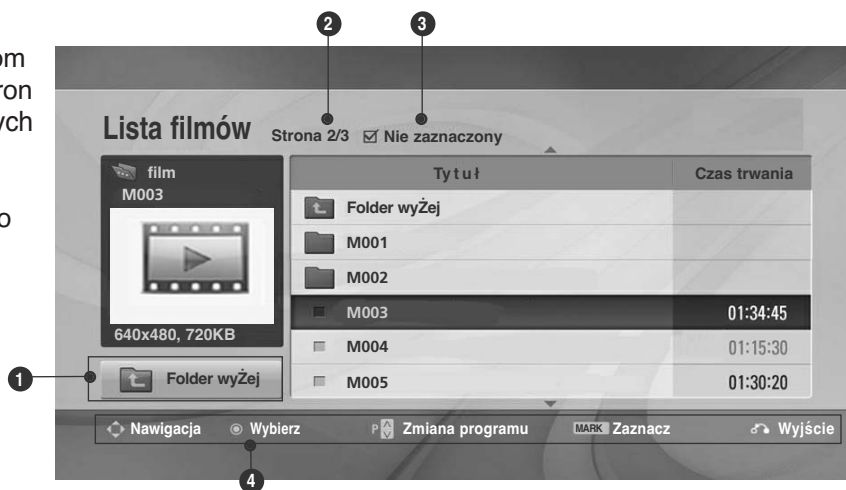 2 3
om
ron
ych
o
Lista filmów Strona 2/3 Nie zaznaczony
film
M003
640x480, 720KB
1 Folder wyŻej
Tytuł Czas trwania
Folder wyŻej
M001
M002
M003 01:34:45
M004 01:15:30
M005 01:30:20
Nawigacja Wybierz P Zmiana programu MARK Zaznacz Wyjście
4